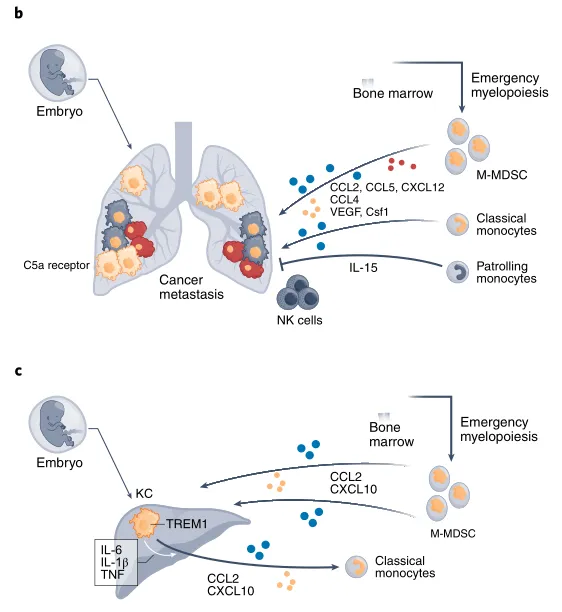 b
Embryo
Bone marrow
Emergency
myelopoiesis
M-MDSC
CCL2, CCL5, CXCL12
CCL4
VEGF, Csf1
Classical
monocytes
C5a receptor
Cancer
metastasis
IL-15
Patrolling
monocytes
NK cells
c
Embryo
Bone
marrow
Emergency
myelopoiesis
KC
CCL2
CXCL10
TREM1
M-MDSC
IL-6
IL-1β
TNF
CCL2
CXCL10
Classical
monocytes